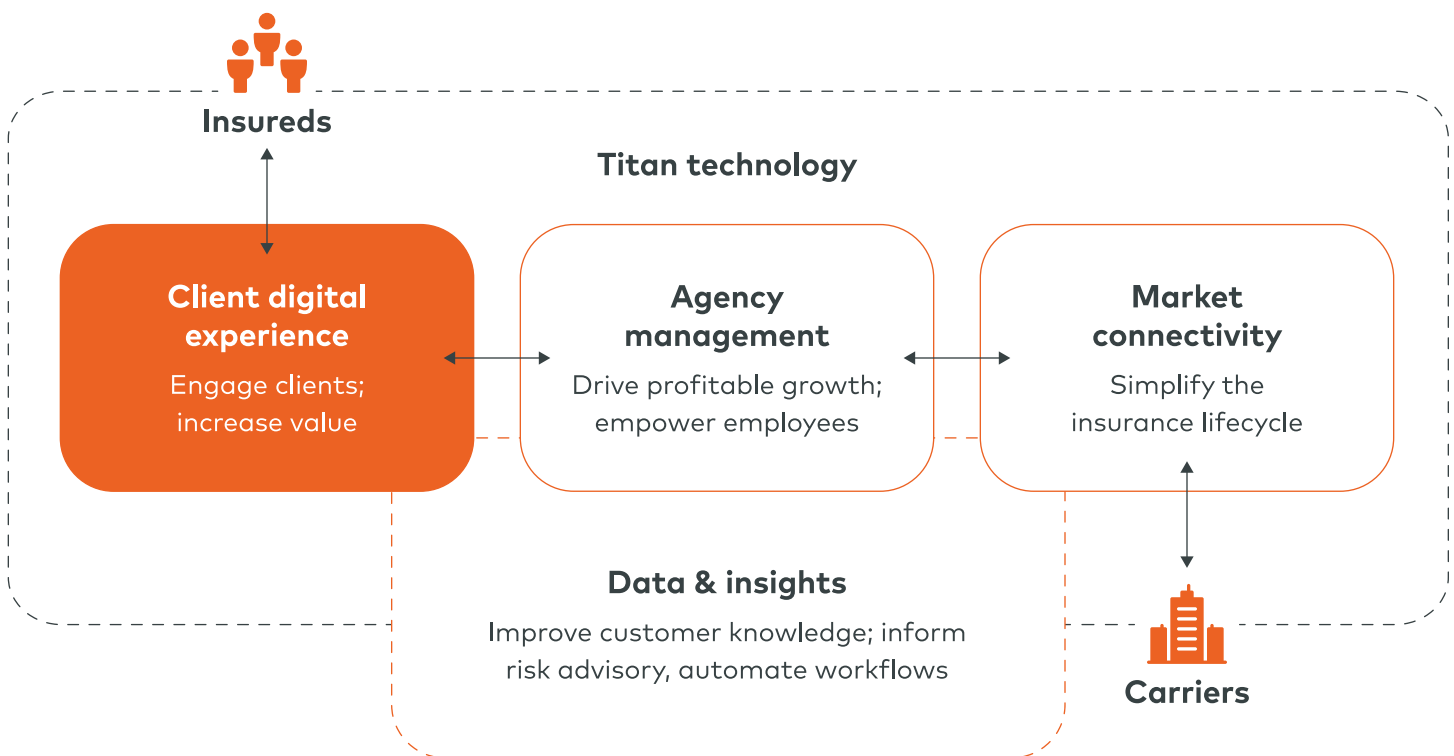 Insureds
Titan technology
Client digital
experience
Engage clients;
increase value
Agency
management
Drive profitable growth;
empower employees
Market
connectivity
Simplify the
insurance lifecycle
Data & insights
Improve customer knowledge; inform
risk advisory, automate workflows
Carriers